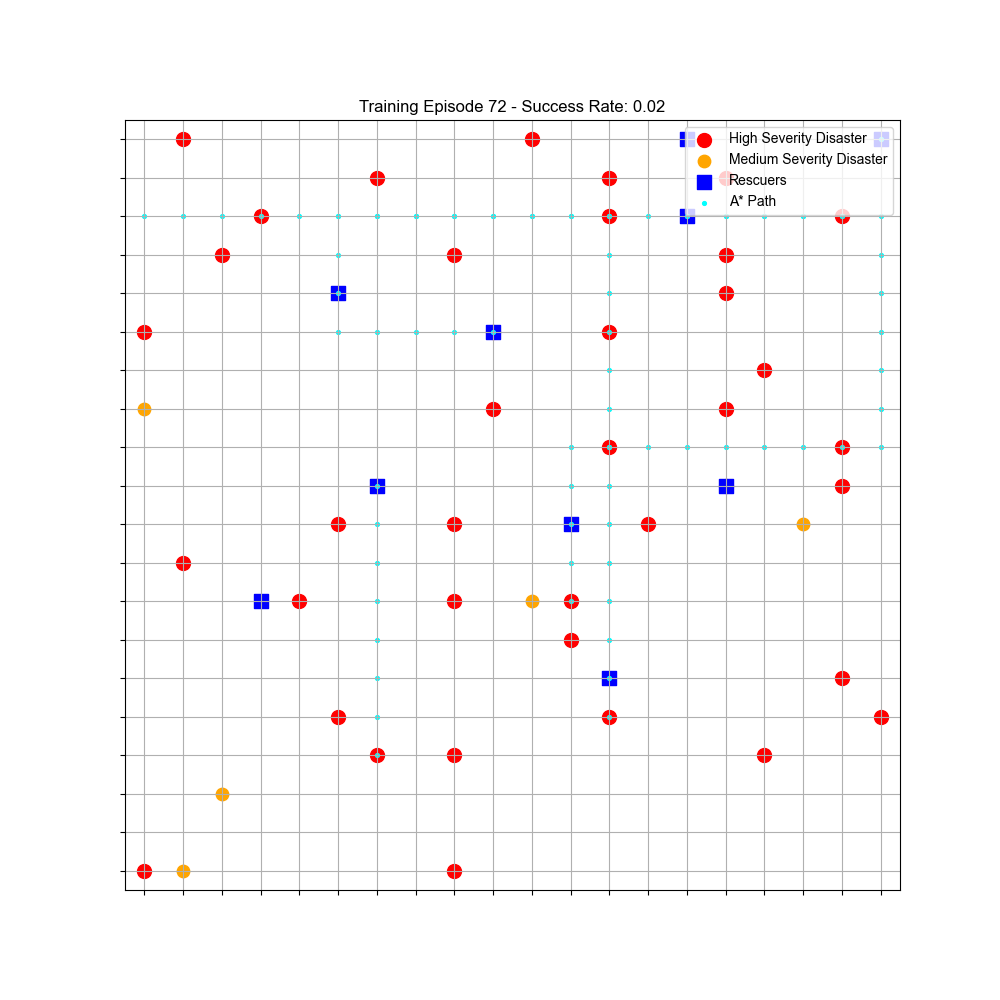 Training Episode 72 - Success Rate: 0.02
High Severity Disaster
Medium Severity Disaster
Rescuers
A* Path